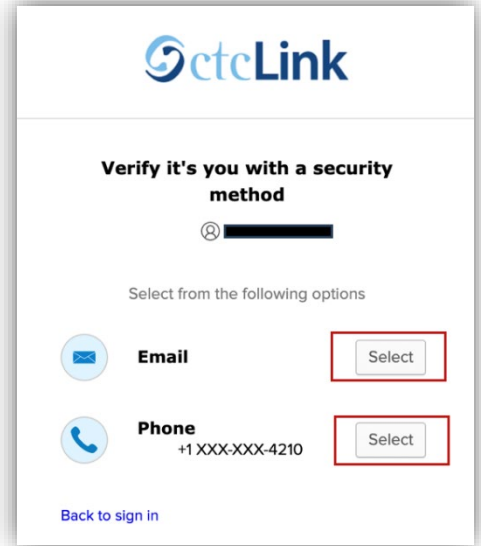 ctcLink
Verify it's you with a security
method
Select from the following options
Email
Select
Phone
+1 XXX-XXX-4210
Select
Back to sign in